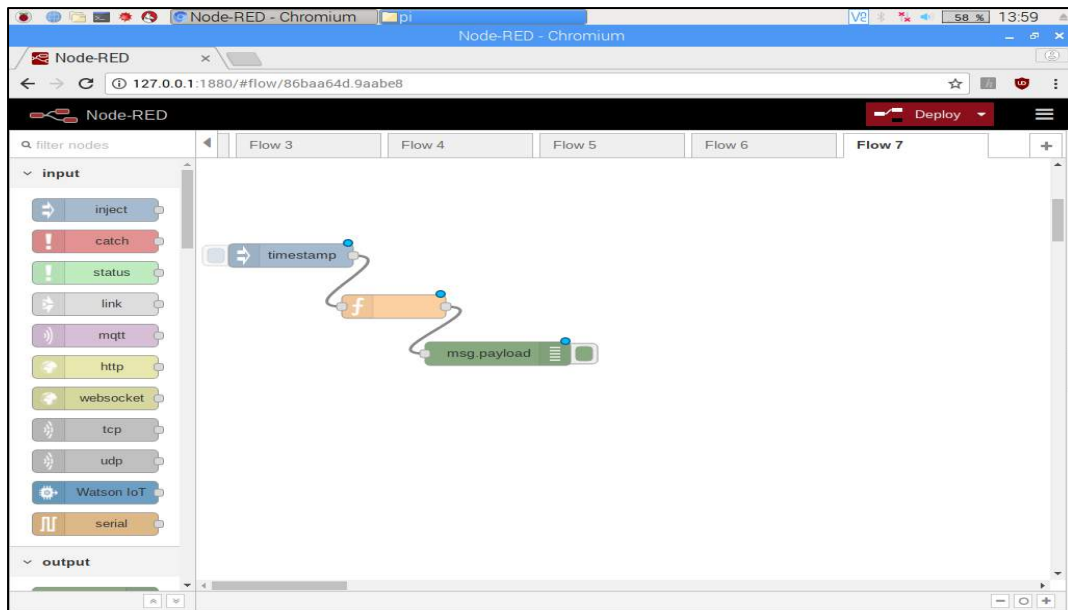 Node-RED - Chromium
pi
V2
58 %
13:59
Node-RED - Chromium
Node-RED
127.0.0.1:1880/#flow/86baa64d.9aabe8
Node-RED
Deploy
filter nodes
Flow 3
Flow 4
Flow 5
Flow 6
Flow 7
input
inject
catch
status
link
mqtt
http
websocket
tcp
udp
Watson IoT
serial
output
timestamp
f
msg.payload